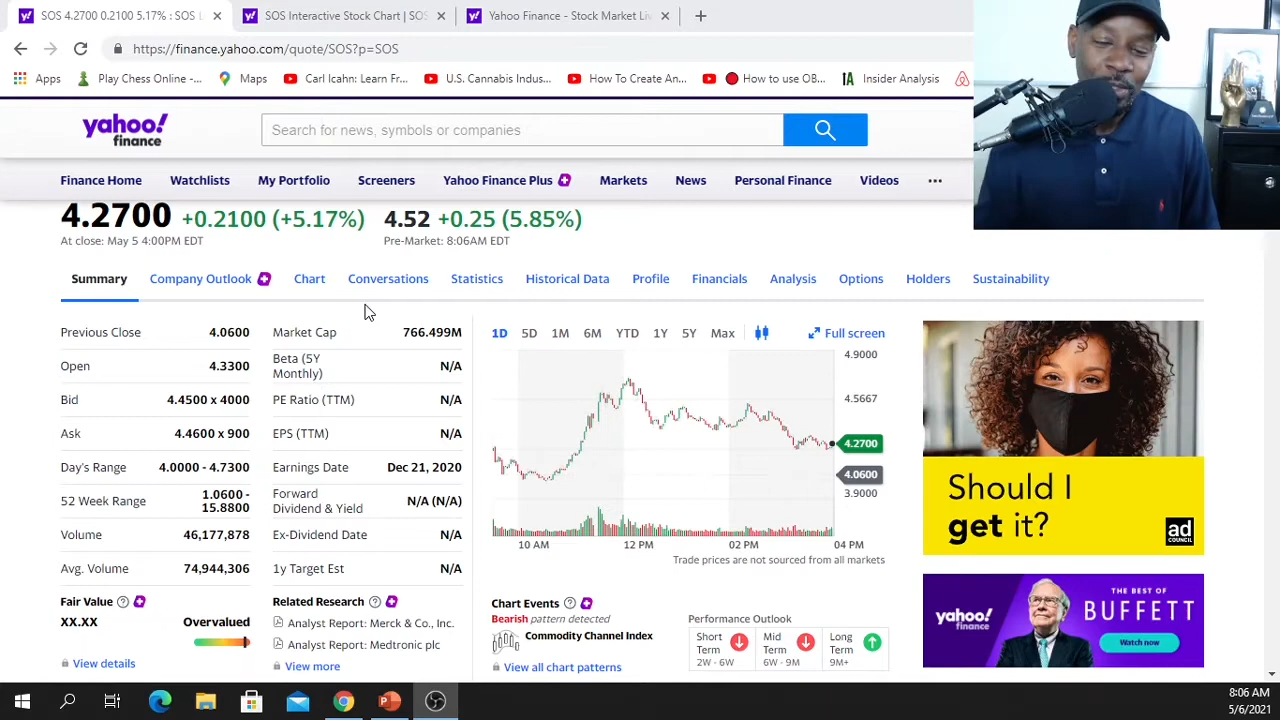 SOS 4.2700 0.2100 5.17% : SOS L
SOS Interactive Stock Chart | SOS
Yahoo Finance - Stock Market Liv
https://finance.yahoo.com/quote/SOS?p=SOS
Apps
Play Chess Online -...
Maps
Carl Icahn: Learn Fr...
U.S. Cannabis Indus...
How To Create An...
How to use OB...
IA Insider Analysis
yahoo!
finance
Search for news, symbols or companies
Finance Home
Watchlists
My Portfolio
Screeners
Yahoo Finance Plus
Markets
News
Personal Finance
Videos
...
4.2700 +0.2100 (+5.17%)
At close: May 5 4:00PM EDT
4.52 +0.25 (5.85%)
Pre-Market: 8:06AM EDT
Summary
Company Outlook
Chart
Conversations
Statistics
Historical Data
Profile
Financials
Analysis
Options
Holders
Sustainability
Previous Close 4.0600
Open 4.3300
Bid 4.4500 x 4000
Ask 4.4600 x 900
Day's Range 4.0000 - 4.7300
52 Week Range 1.0600 -
15.8800
Volume 46,177,878
Avg. Volume 74,944,306
Market Cap 766.499M
Beta (5Y
Monthly) N/A
PE Ratio (TTM) N/A
EPS (TTM) N/A
Earnings Date Dec 21, 2020
Forward
Dividend & Yield N/A (N/A)
Ex-Dividend Date N/A
1y Target Est N/A
Fair Value
XX.XX Overvalued
View details
Related Research
Analyst Report: Merck & Co., Inc.
Analyst Report: Medtronic
View more
1D 5D 1M 6M YTD 1Y 5Y Max
Full screen
4.9000
4.5667
4.2700
4.0600
3.9000
10 AM 12 PM 02 PM 04 PM
Trade prices are not sourced from all markets
Chart Events
Bearish pattern detected
Commodity Channel Index
View all chart patterns
Performance Outlook
Short
Term
2W - 6W
Mid
Term
6W - 9M
Long
Term
9M+
Should I
get it?
ad
COUNCIL
yahoo!
finance
THE BEST OF
BUFFETT
Watch now
8:06 AM
5/6/2021